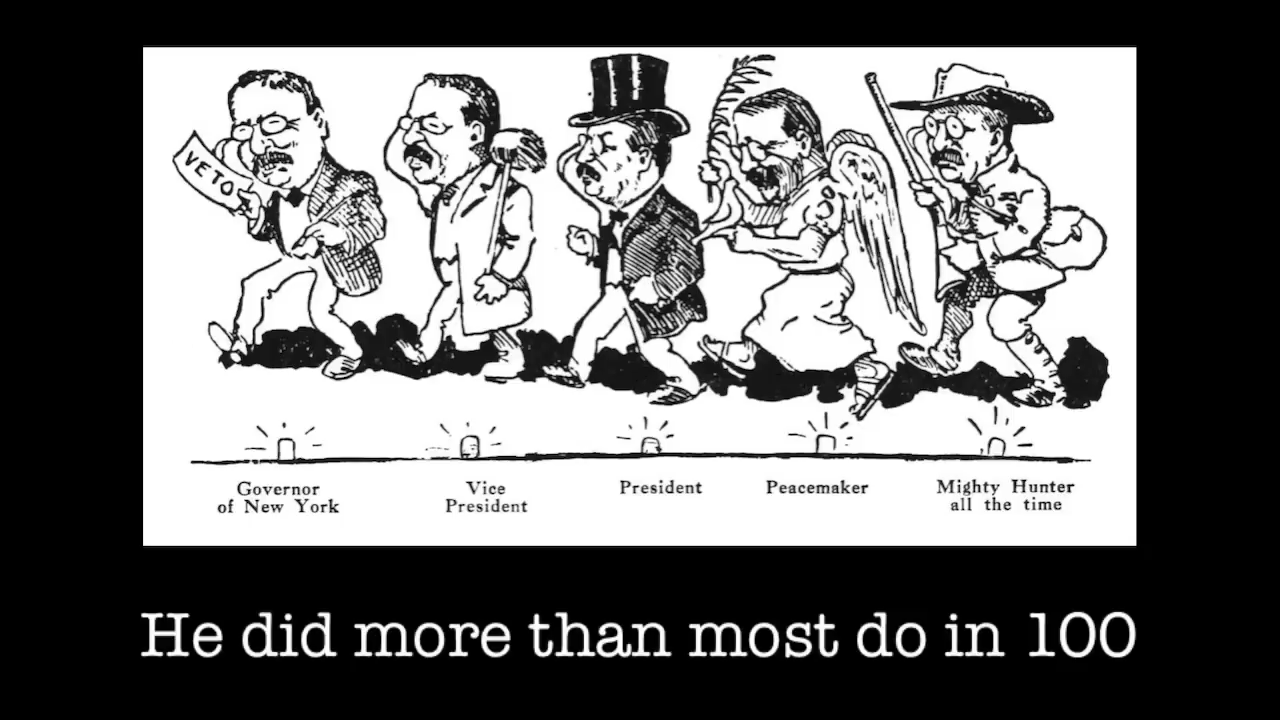 VETO
Governor
of New York
Vice
President
President
Peacemaker
Mighty Hunter
all the time
He did more than most do in 100